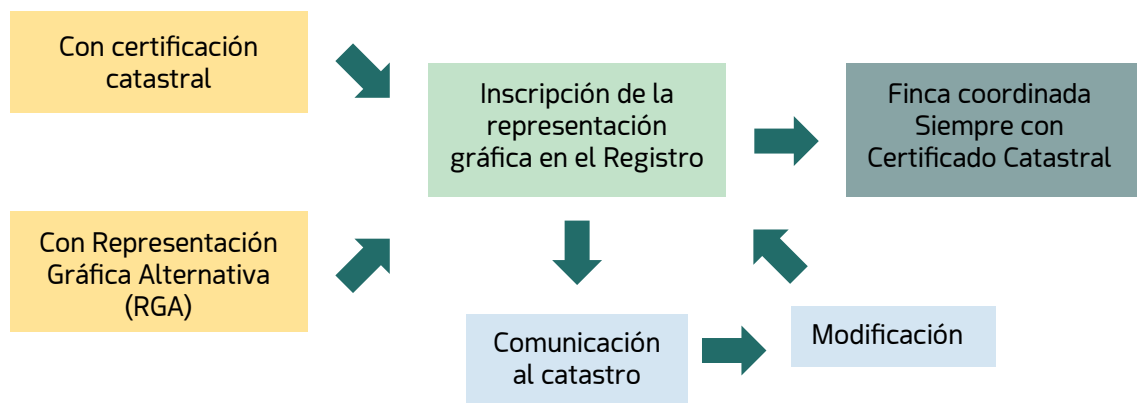 Con certificación
catastral
Con Representación
Gráfica Alternativa
(RGA)
Inscripción de la
representación
gráfica en el Registro
Finca coordinada
Siempre con
Certificado Catastral
Comunicación
al catastro
Modificación